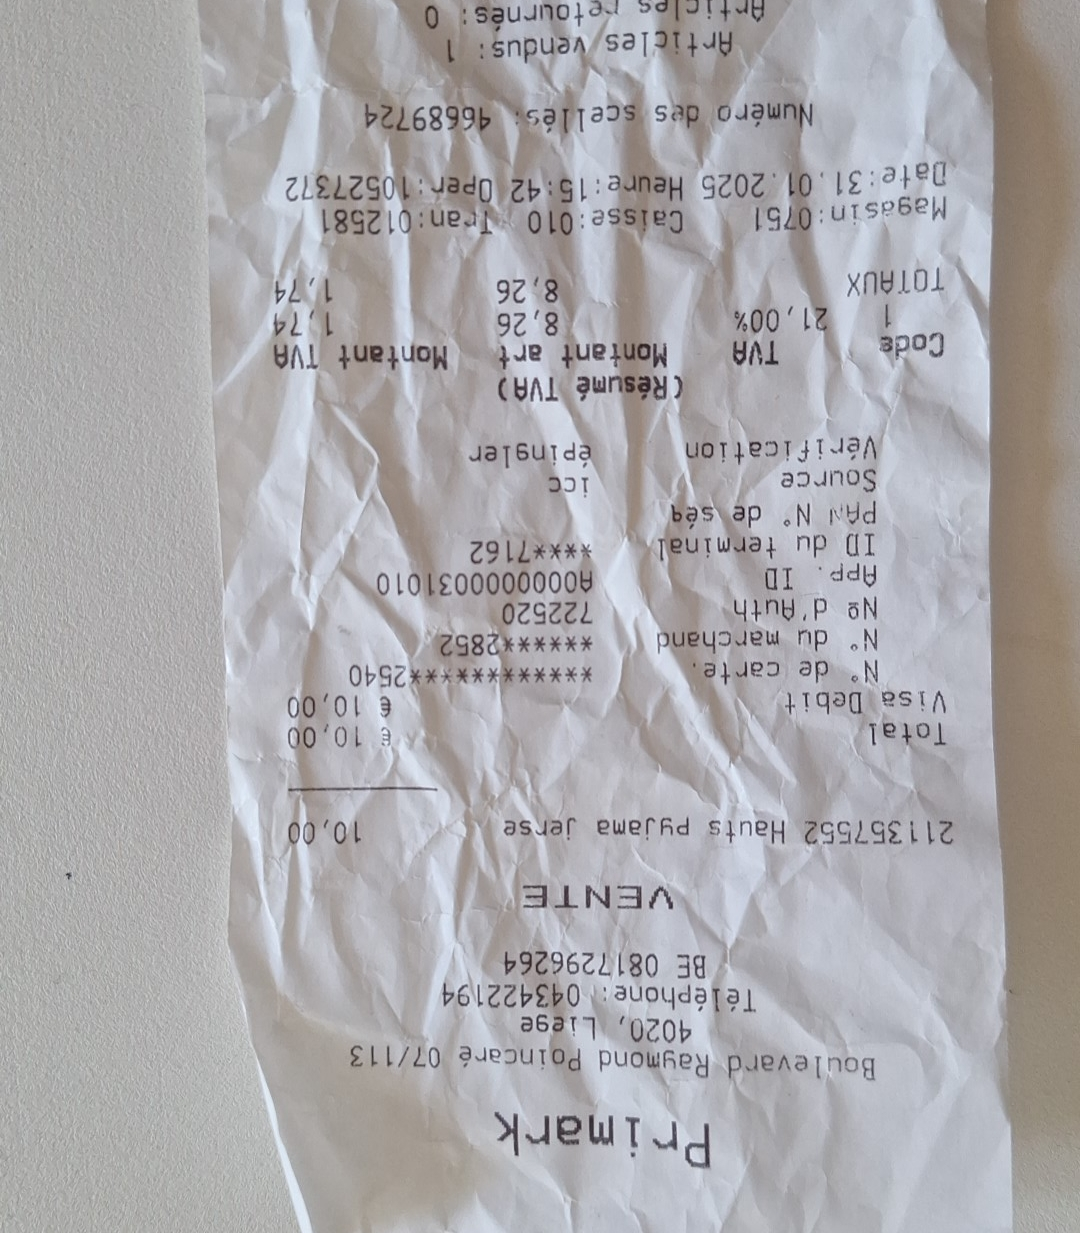 Primark
Boulevard Raymond Poincaré 07/113
4020, Liege
Téléphone: 043422194
BE 0817296264
VENTE
211357552 Hauts pyjama jerse 10,00
Total € 10,00
Visa Debit € 10,00
N° de carte. ************2540
N° du marchand ******2852
Nº d'Auth 722520
App. ID A0000000031010
ID du terminal ****7162
PAN N° de séq
Source icc
Vérification épingler
(Résumé TVA)
Code TVA Montant art Montant TVA
1 21,00% 8,26 1,74
TOTAUX 8,26 1,74
Magasin:0751 Caisse:010 Tran:012581
Date:31.01.2025 Heure:15:42 Oper:10527372
Numéro des scellés: 46689724
Articles vendus: 1
Articles retournés: 0